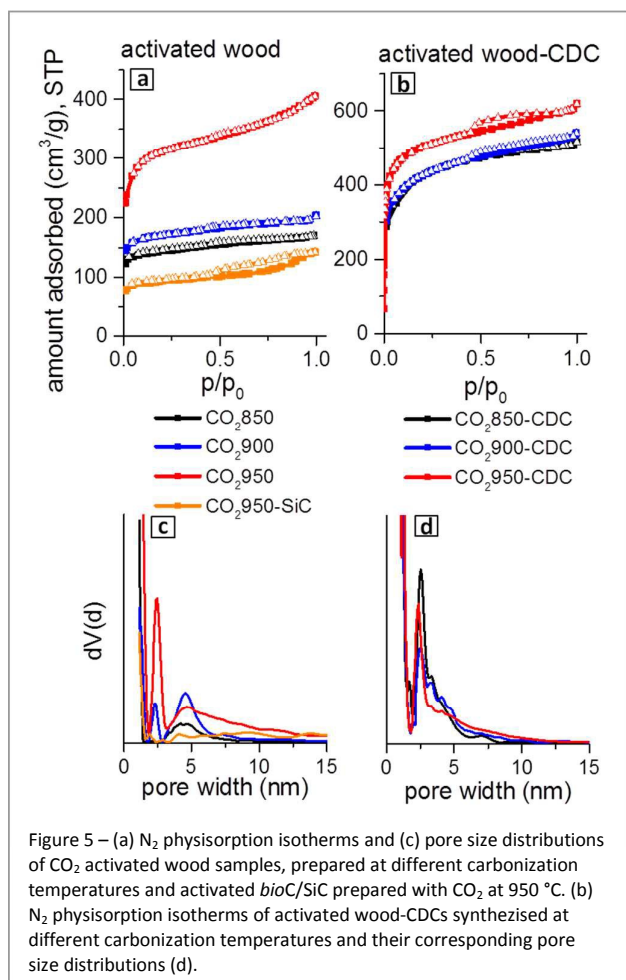 activated wood
activated wood-CDC
a
b
amount adsorbed (cm³/g), STP
400
300
200
100
0
600
400
200
0
0.0 0.5 1.0
0.0 0.5 1.0
p/p₀
p/p₀
CO₂850
CO₂900
CO₂950
CO₂950-SiC
CO₂850-CDC
CO₂900-CDC
CO₂950-CDC
c
d
dV(d)
0 5 10 15
0 5 10 15
pore width (nm)
pore width (nm)
Figure 5 – (a) N₂ physisorption isotherms and (c) pore size distributions
of CO₂ activated wood samples, prepared at different carbonization
temperatures and activated bioC/SiC prepared with CO₂ at 950 °C. (b)
N₂ physisorption isotherms of activated wood-CDCs synthezised at
different carbonization temperatures and their corresponding pore
size distributions (d).